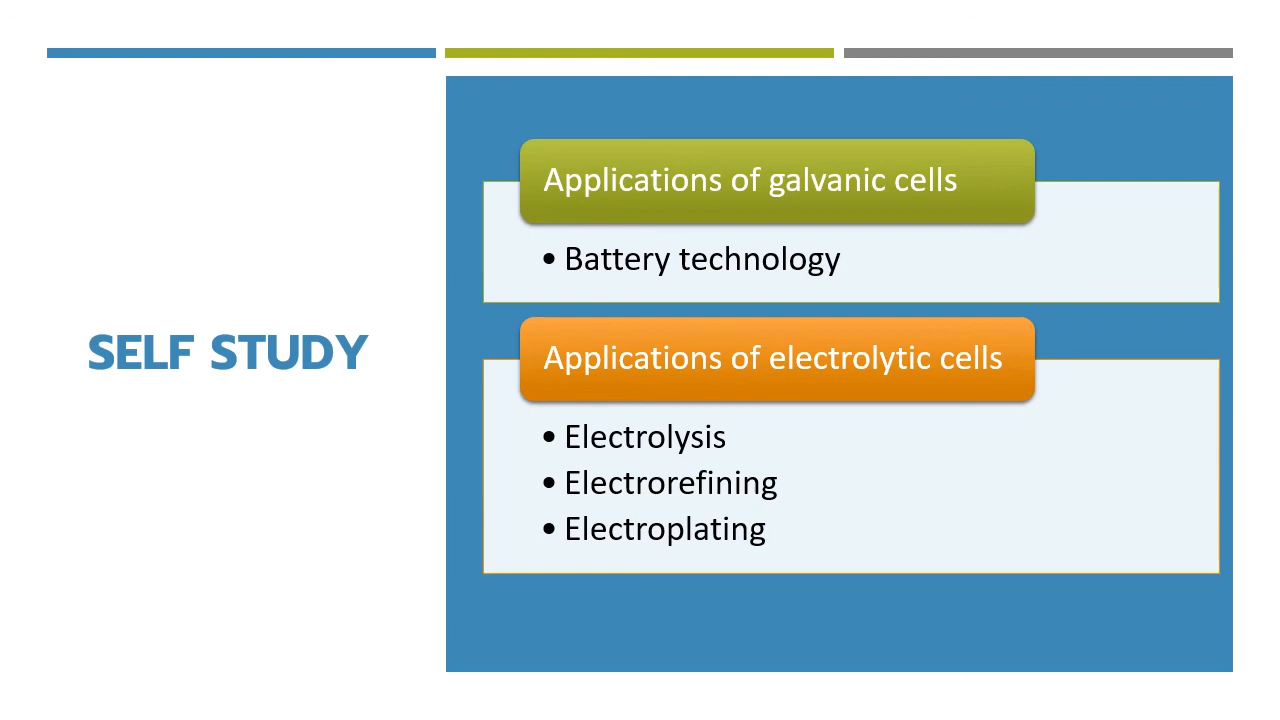 SELF STUDY
Applications of galvanic cells
• Battery technology
Applications of electrolytic cells
• Electrolysis
• Electrorefining
• Electroplating